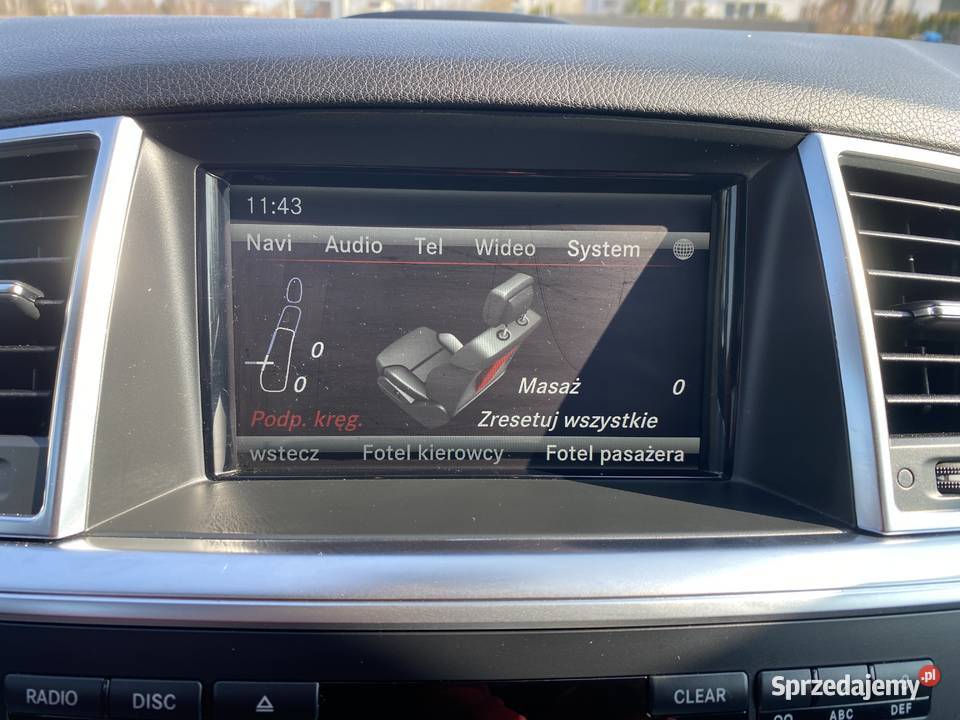 11:43
Navi Audio Tel Wideo System
0
0
Masaż 0
Podp. kręg. Zresetuj wszystkie
wstecz Fotel kierowcy Fotel pasażera
RADIO DISC CLEAR
ABC DEF
Sprzedajemy.pl